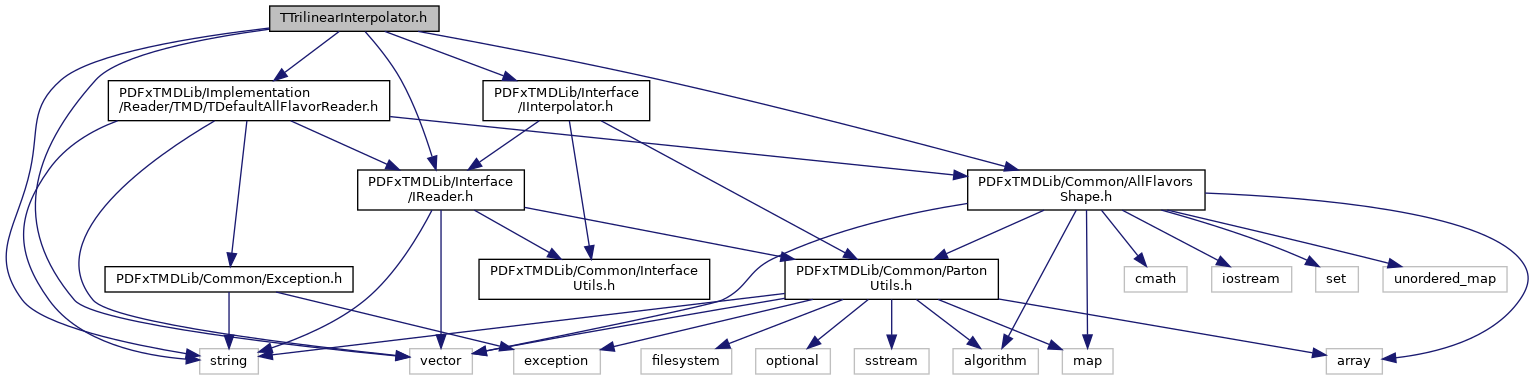 TTrilinearInterpolator.h
PDFxTMDLib/Implementation
/Reader/TMD/TDefaultAllFlavorReader.h
PDFxTMDLib/Interface
/IInterpolator.h
PDFxTMDLib/Interface
/IReader.h
PDFxTMDLib/Common/AllFlavors
Shape.h
PDFxTMDLib/Common/Exception.h
PDFxTMDLib/Common/Interface
Utils.h
PDFxTMDLib/Common/Parton
Utils.h
cmath
iostream
set
unordered_map
string
vector
exception
filesystem
optional
sstream
algorithm
map
array